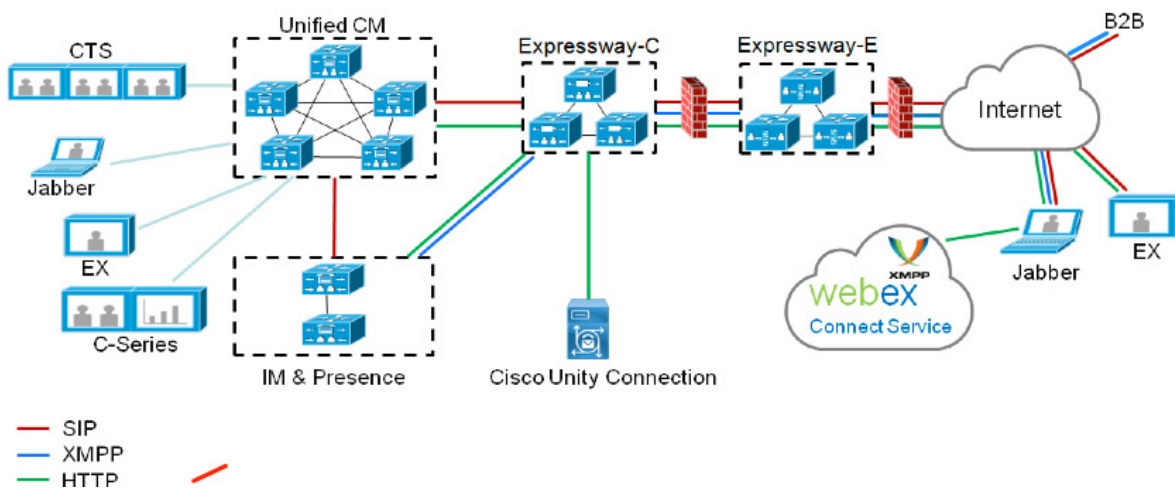 Unified CM
CTS
Expressway-C
Expressway-E
B2B
Internet
Jabber
EX
C-Series
IM & Presence
Cisco Unity Connection
XMPP
webex
Connect Service
Jabber
EX
SIP
XMPP
HTTP